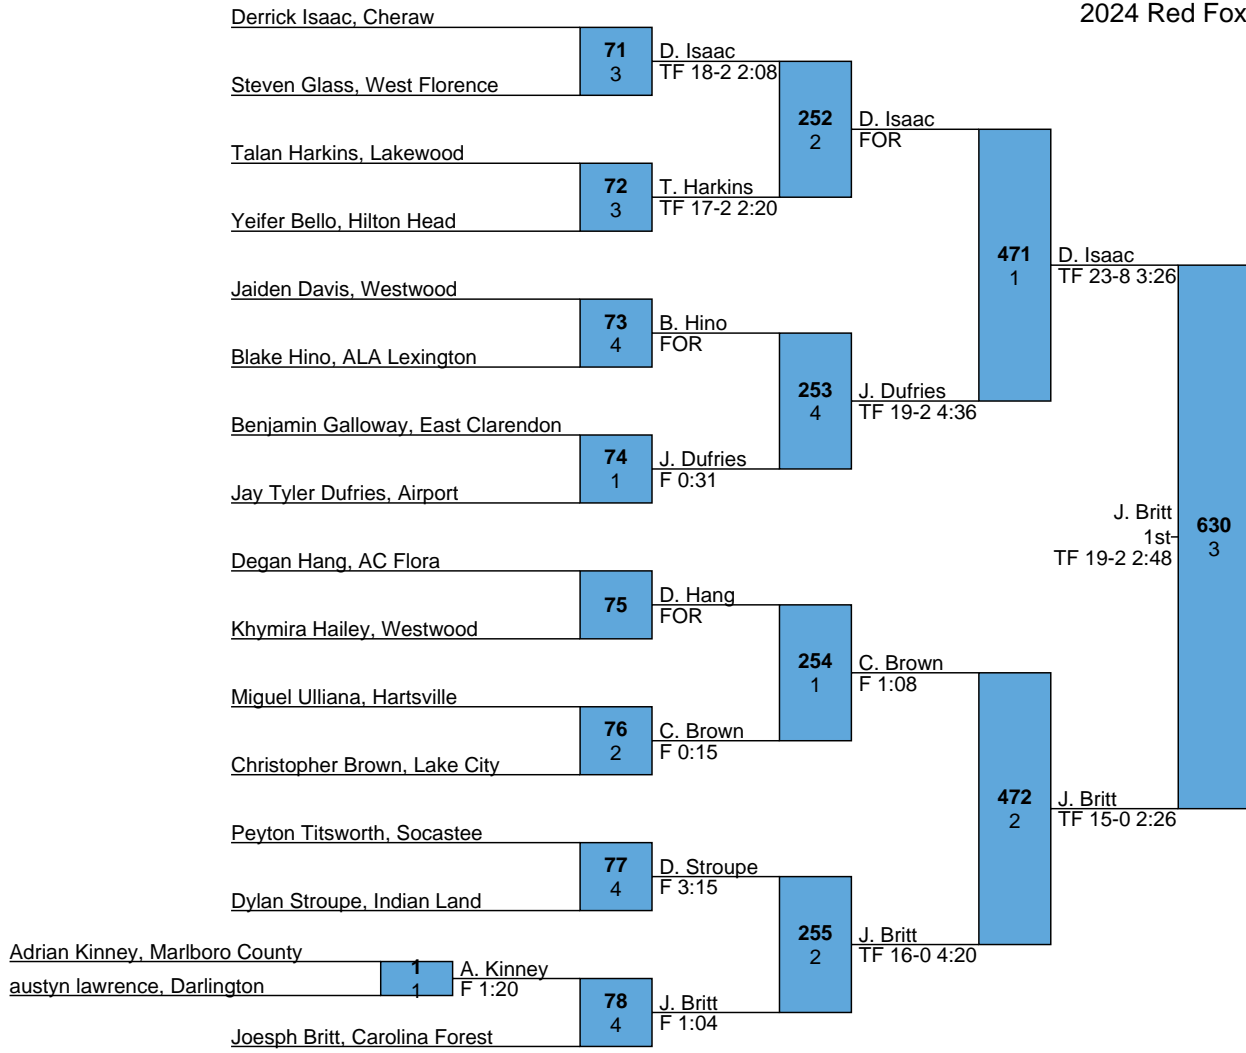 2024 Red Fox
Derrick Isaac, Cheraw
71
3
D. Isaac
TF 18-2 2:08
Steven Glass, West Florence
252
2
D. Isaac
FOR
Talan Harkins, Lakewood
72
3
T. Harkins
TF 17-2 2:20
Yeifer Bello, Hilton Head
471
1
D. Isaac
TF 23-8 3:26
Jaiden Davis, Westwood
73
4
B. Hino
FOR
Blake Hino, ALA Lexington
253
4
J. Dufries
TF 19-2 4:36
Benjamin Galloway, East Clarendon
74
1
J. Dufries
F 0:31
Jay Tyler Dufries, Airport
J. Britt
1st
TF 19-2 2:48
630
3
Degan Hang, AC Flora
75
D. Hang
FOR
Khymira Hailey, Westwood
254
1
C. Brown
F 1:08
Miguel Ulliana, Hartsville
76
2
C. Brown
F 0:15
Christopher Brown, Lake City
472
2
J. Britt
TF 15-0 2:26
Peyton Titsworth, Socastee
77
4
D. Stroupe
F 3:15
Dylan Stroupe, Indian Land
255
2
J. Britt
TF 16-0 4:20
Adrian Kinney, Marlboro County
1
1
A. Kinney
F 1:20
austyn lawrence, Darlington
78
4
J. Britt
F 1:04
Joesph Britt, Carolina Forest